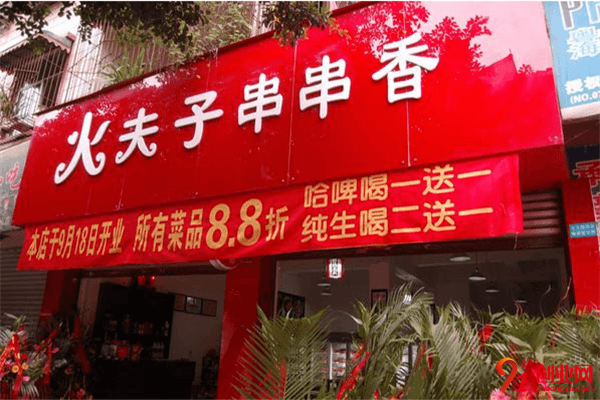 火夫子串串香
本店于9月18日开业 所有菜品8.8折
哈啤喝一送一
纯生喝二送一